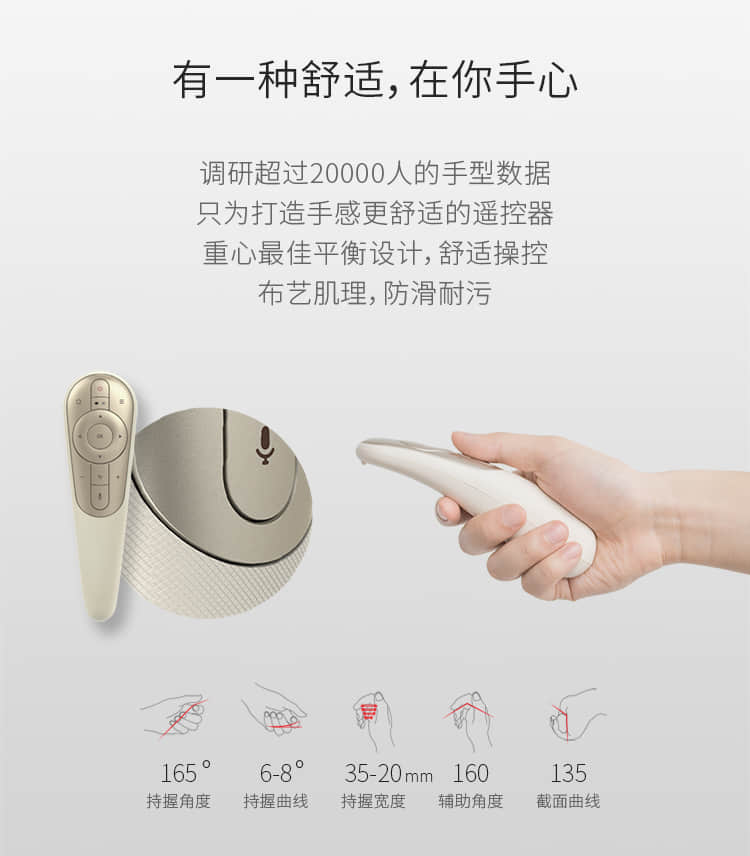 有一种舒适，在你手心
调研超过20000人的手型数据
只为打造手感更舒适的遥控器
重心最佳平衡设计，舒适操控
布艺肌理，防滑耐污
OK
165° 6-8° 35-20mm 160 135
持握角度 持握曲线 持握宽度 辅助角度 截面曲线